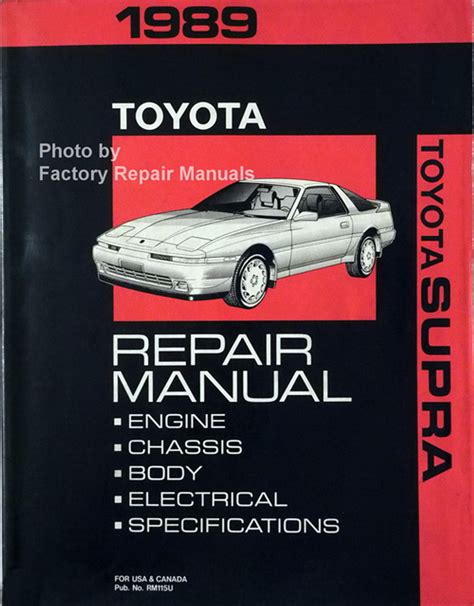 1989
TOYOTA
Photo by
Factory Repair Manuals
TOYOTA SUPRA
REPAIR
MANUAL
▪ ENGINE
▪ CHASSIS
▪ BODY
▪ ELECTRICAL
▪ SPECIFICATIONS
FOR USA & CANADA
Pub. No. RM115U